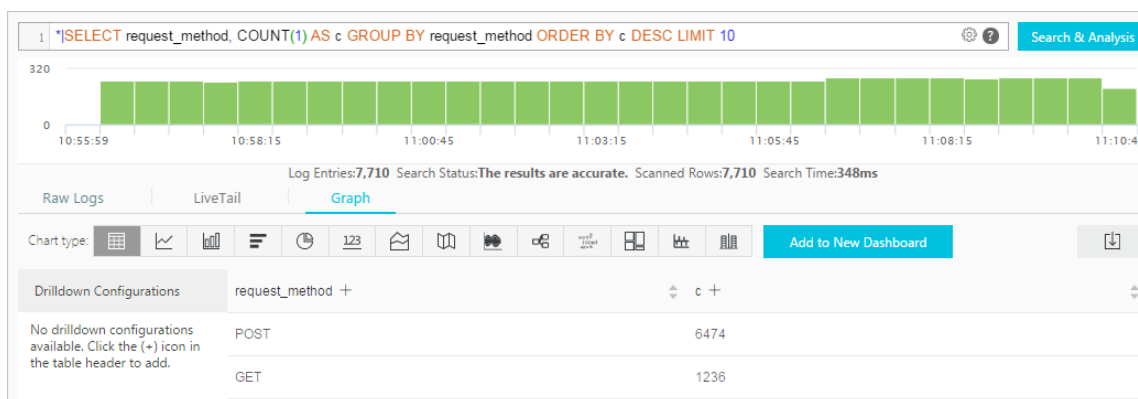 1 *|SELECT request_method, COUNT(1) AS c GROUP BY request_method ORDER BY c DESC LIMIT 10
? Search & Analysis
320
0
10:55:59 10:58:15 11:00:45 11:03:15 11:05:45 11:08:15 11:10:4
Log Entries:7,710 Search Status:The results are accurate. Scanned Rows:7,710 Search Time:348ms
Raw Logs LiveTail Graph
Chart type: 123 Add to New Dashboard
Drilldown Configurations request_method + c +
No drilldown configurations
available. Click the (+) icon in
the table header to add.
POST 6474
GET 1236